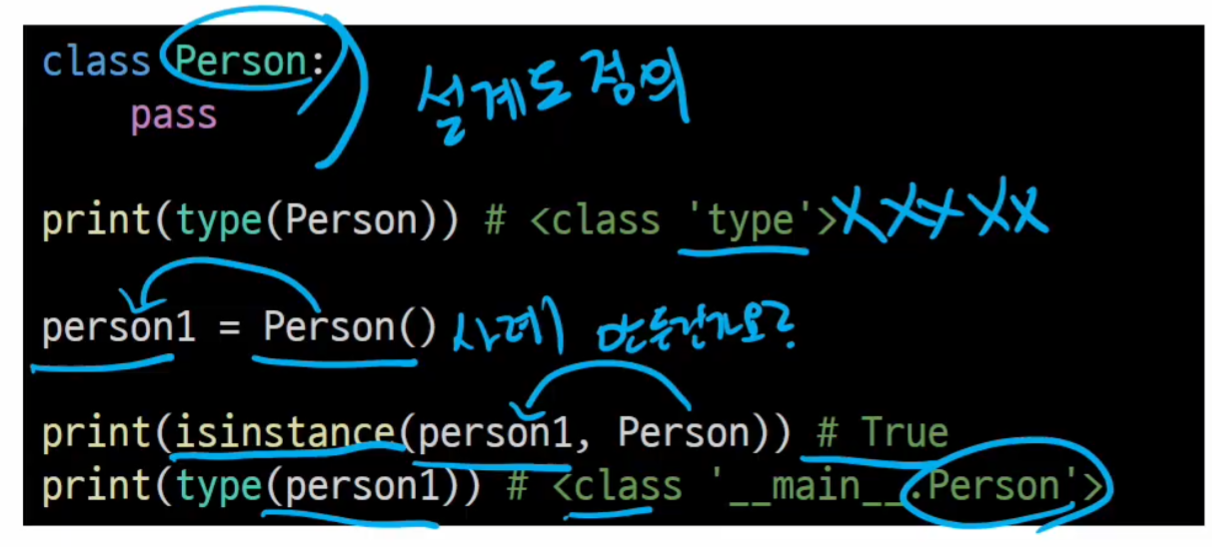 class Person:
설계도 정의
pass
print(type(Person)) # <class 'type'> XXXXX
person1 = Person() 사례 만든건가요?
print(isinstance(person1, Person)) # True
print(type(person1)) # <class '__main__.Person'>